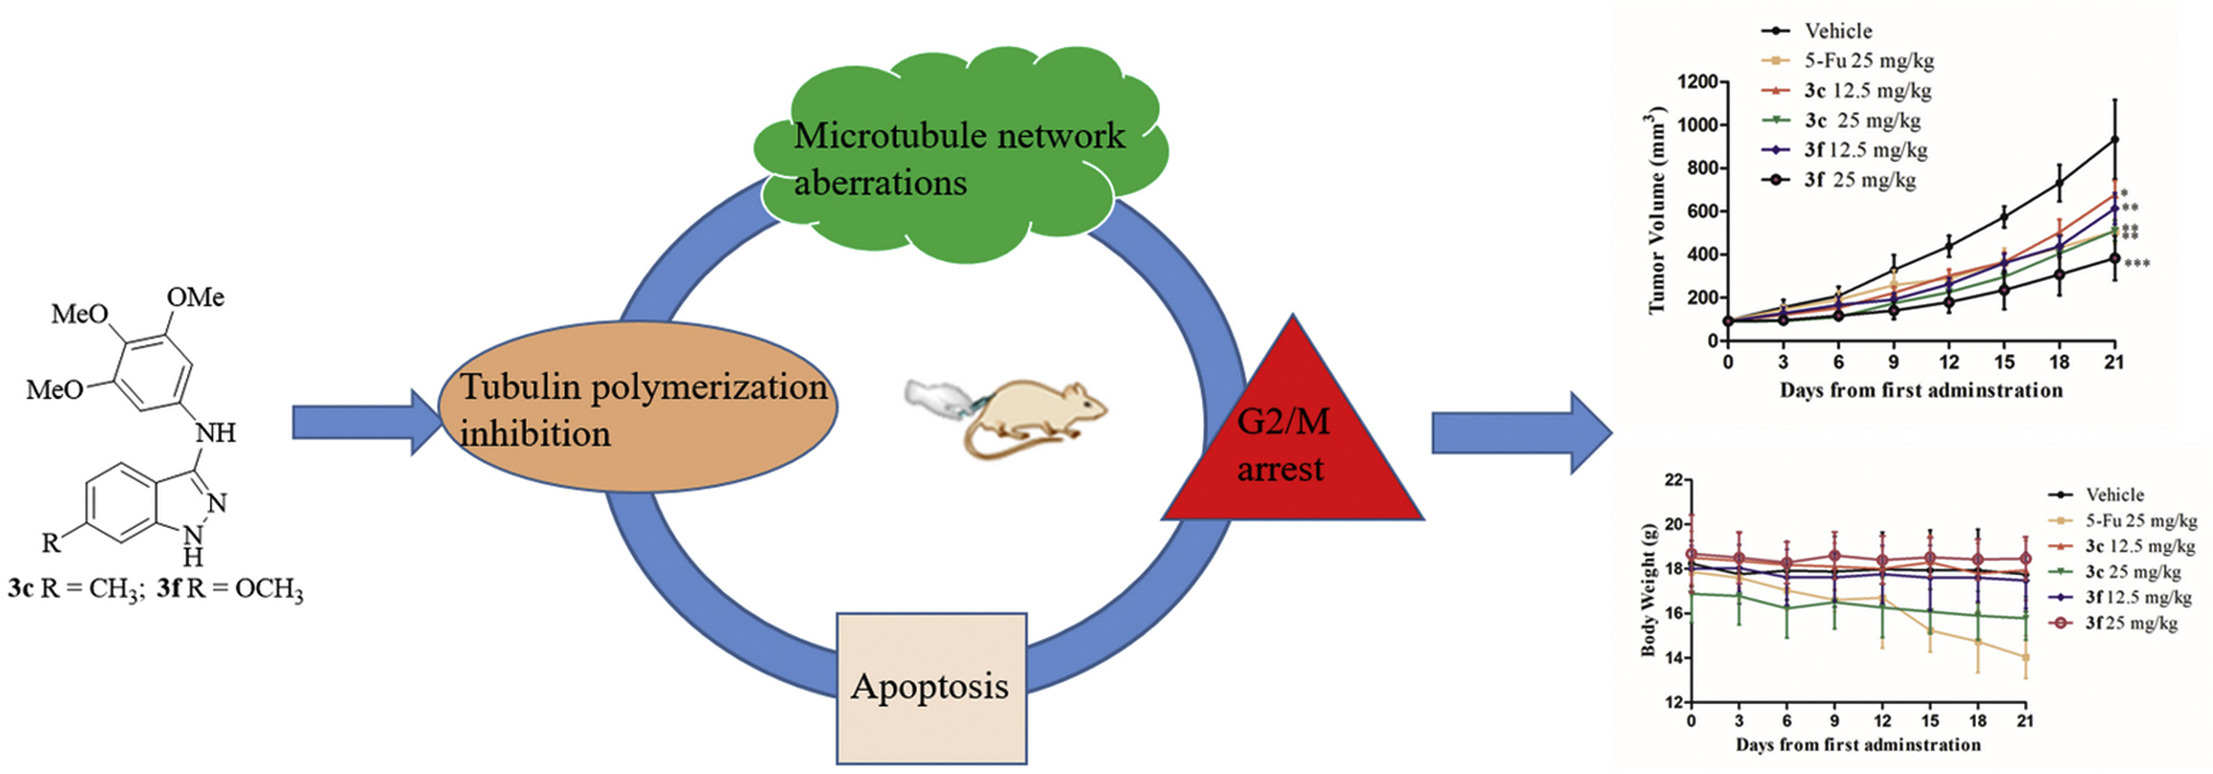 OMe
MeO
MeO
NH
N
N
H
R
3c R = CH₃; 3f R = OCH₃
Tubulin polymerization
inhibition
Microtubule network
aberrations
G2/M
arrest
Apoptosis
Vehicle
5-Fu 25 mg/kg
3c 12.5 mg/kg
3c 25 mg/kg
3f 12.5 mg/kg
3f 25 mg/kg
Tumor Volume (mm³)
1200
1000
800
600
400
200
0
*
**
**
**
***
0 3 6 9 12 15 18 21
Days from first adminstration
Vehicle
5-Fu 25 mg/kg
3c 12.5 mg/kg
3c 25 mg/kg
3f 12.5 mg/kg
3f 25 mg/kg
Body Weight (g)
22
20
18
16
14
12
0 3 6 9 12 15 18 21
Days from first adminstration